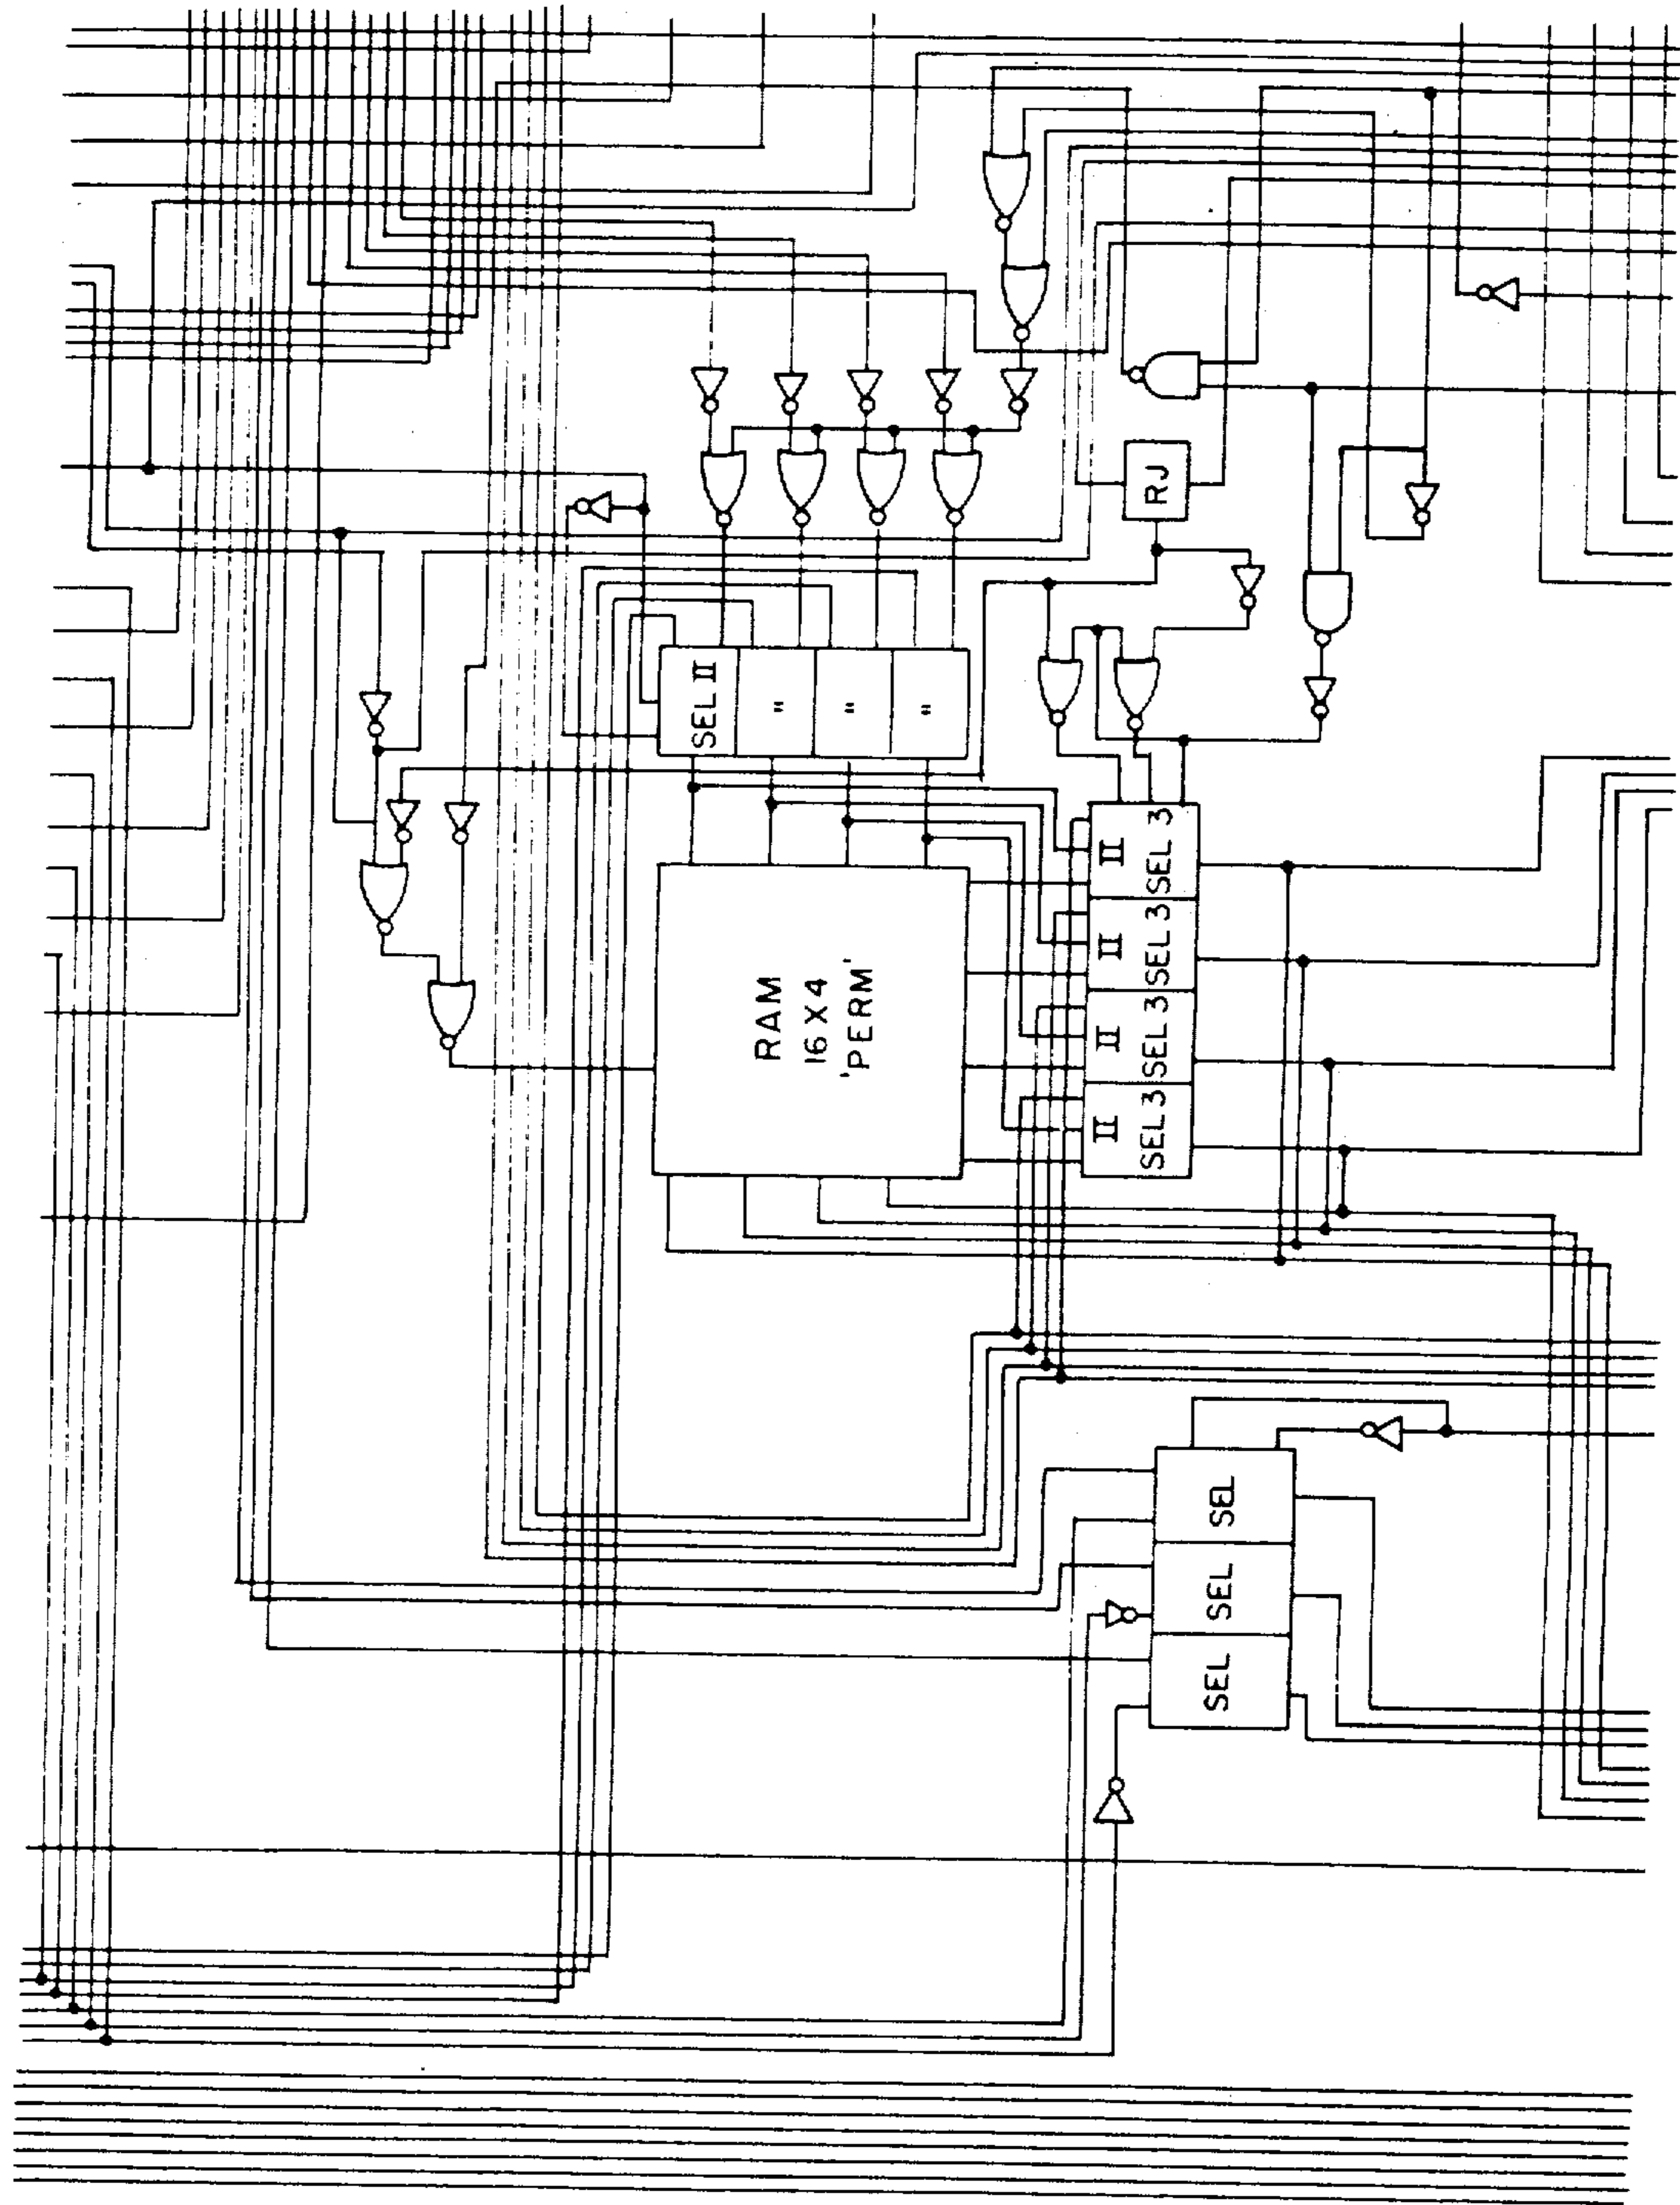 RJ
SEL II
"
"
"
RAM
16 X 4
'PERM'
II
SEL 3
II
SEL 3
II
SEL 3
II
SEL 3
SEL
SEL
SEL